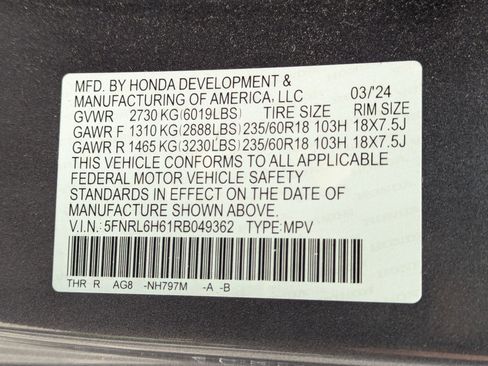 MFD. BY HONDA DEVELOPMENT &
MANUFACTURING OF AMERICA, LLC 03/'24
GVWR 2730 KG (6019LBS) TIRE SIZE RIM SIZE
GAWR F 1310 KG (2888LBS) 235/60R18 103H 18X7.5J
GAWR R 1465 KG (3230LBS) 235/60R18 103H 18X7.5J
THIS VEHICLE CONFORMS TO ALL APPLICABLE
FEDERAL MOTOR VEHICLE SAFETY
STANDARDS IN EFFECT ON THE DATE OF
MANUFACTURE SHOWN ABOVE.
V.I.N.: 5FNRL6H61RB049362 TYPE: MPV
THR R AG8 -NH797M -A -B